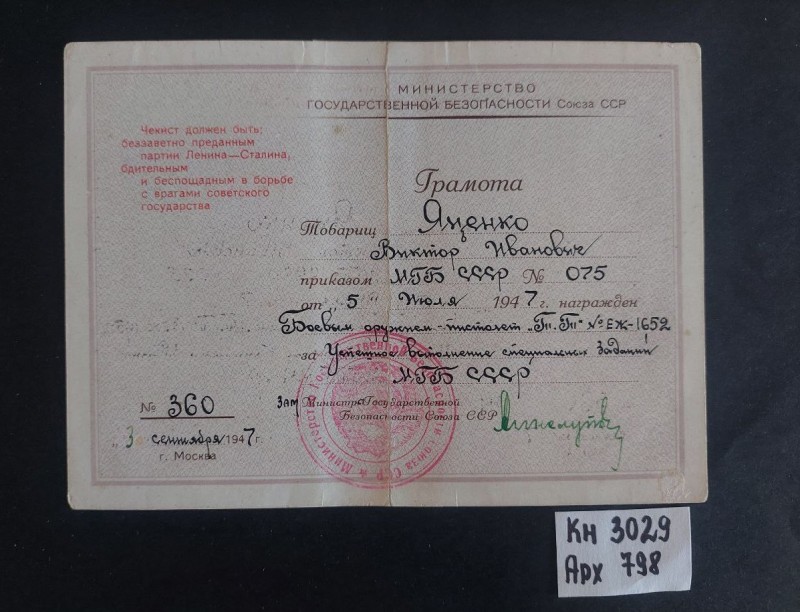 МИНИСТЕРСТВО
ГОСУДАРСТВЕННОЙ БЕЗОПАСНОСТИ Союза ССР
Чекист должен быть:
беззаветно преданным
партии Ленина—Сталина,
бдительным
и беспощадным в борьбе
с врагами советского
государства
Грамота
Товарищ Яценко
Виктор Иванович
приказом МГБ СССР № 075
от "5" Июля 1947 г. награжден
Боевым оружием - пистолет "Т.Т" № ЕЖ-1652
за Успешное выполнение специальных заданий
МГБ СССР
№ 360
Зам Министра Государственной
Безопасности Союза ССР
"3" сентября 1947 г.
г. Москва
КН 3029
Арх 798